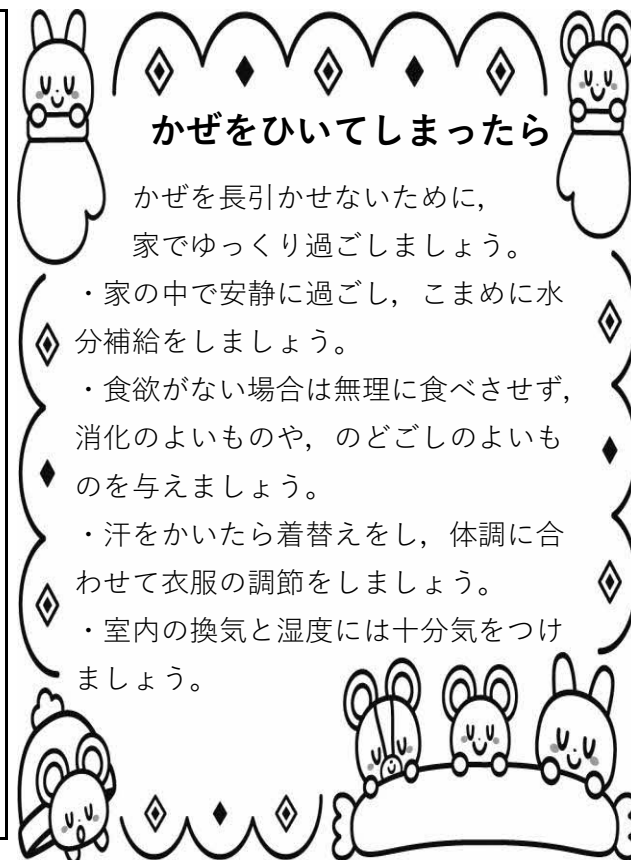 かぜをひいてしまったら
かぜを長引かせないために，
家でゆっくり過ごしましょう。
・家の中で安静に過ごし，こまめに水
分補給をしましょう。
・食欲がない場合は無理に食べさせず，
消化のよいものや，のどごしのよいも
のを与えましょう。
・汗をかいたら着替えをし，体調に合
わせて衣服の調節をしましょう。
・室内の換気と湿度には十分気をつけ
ましょう。